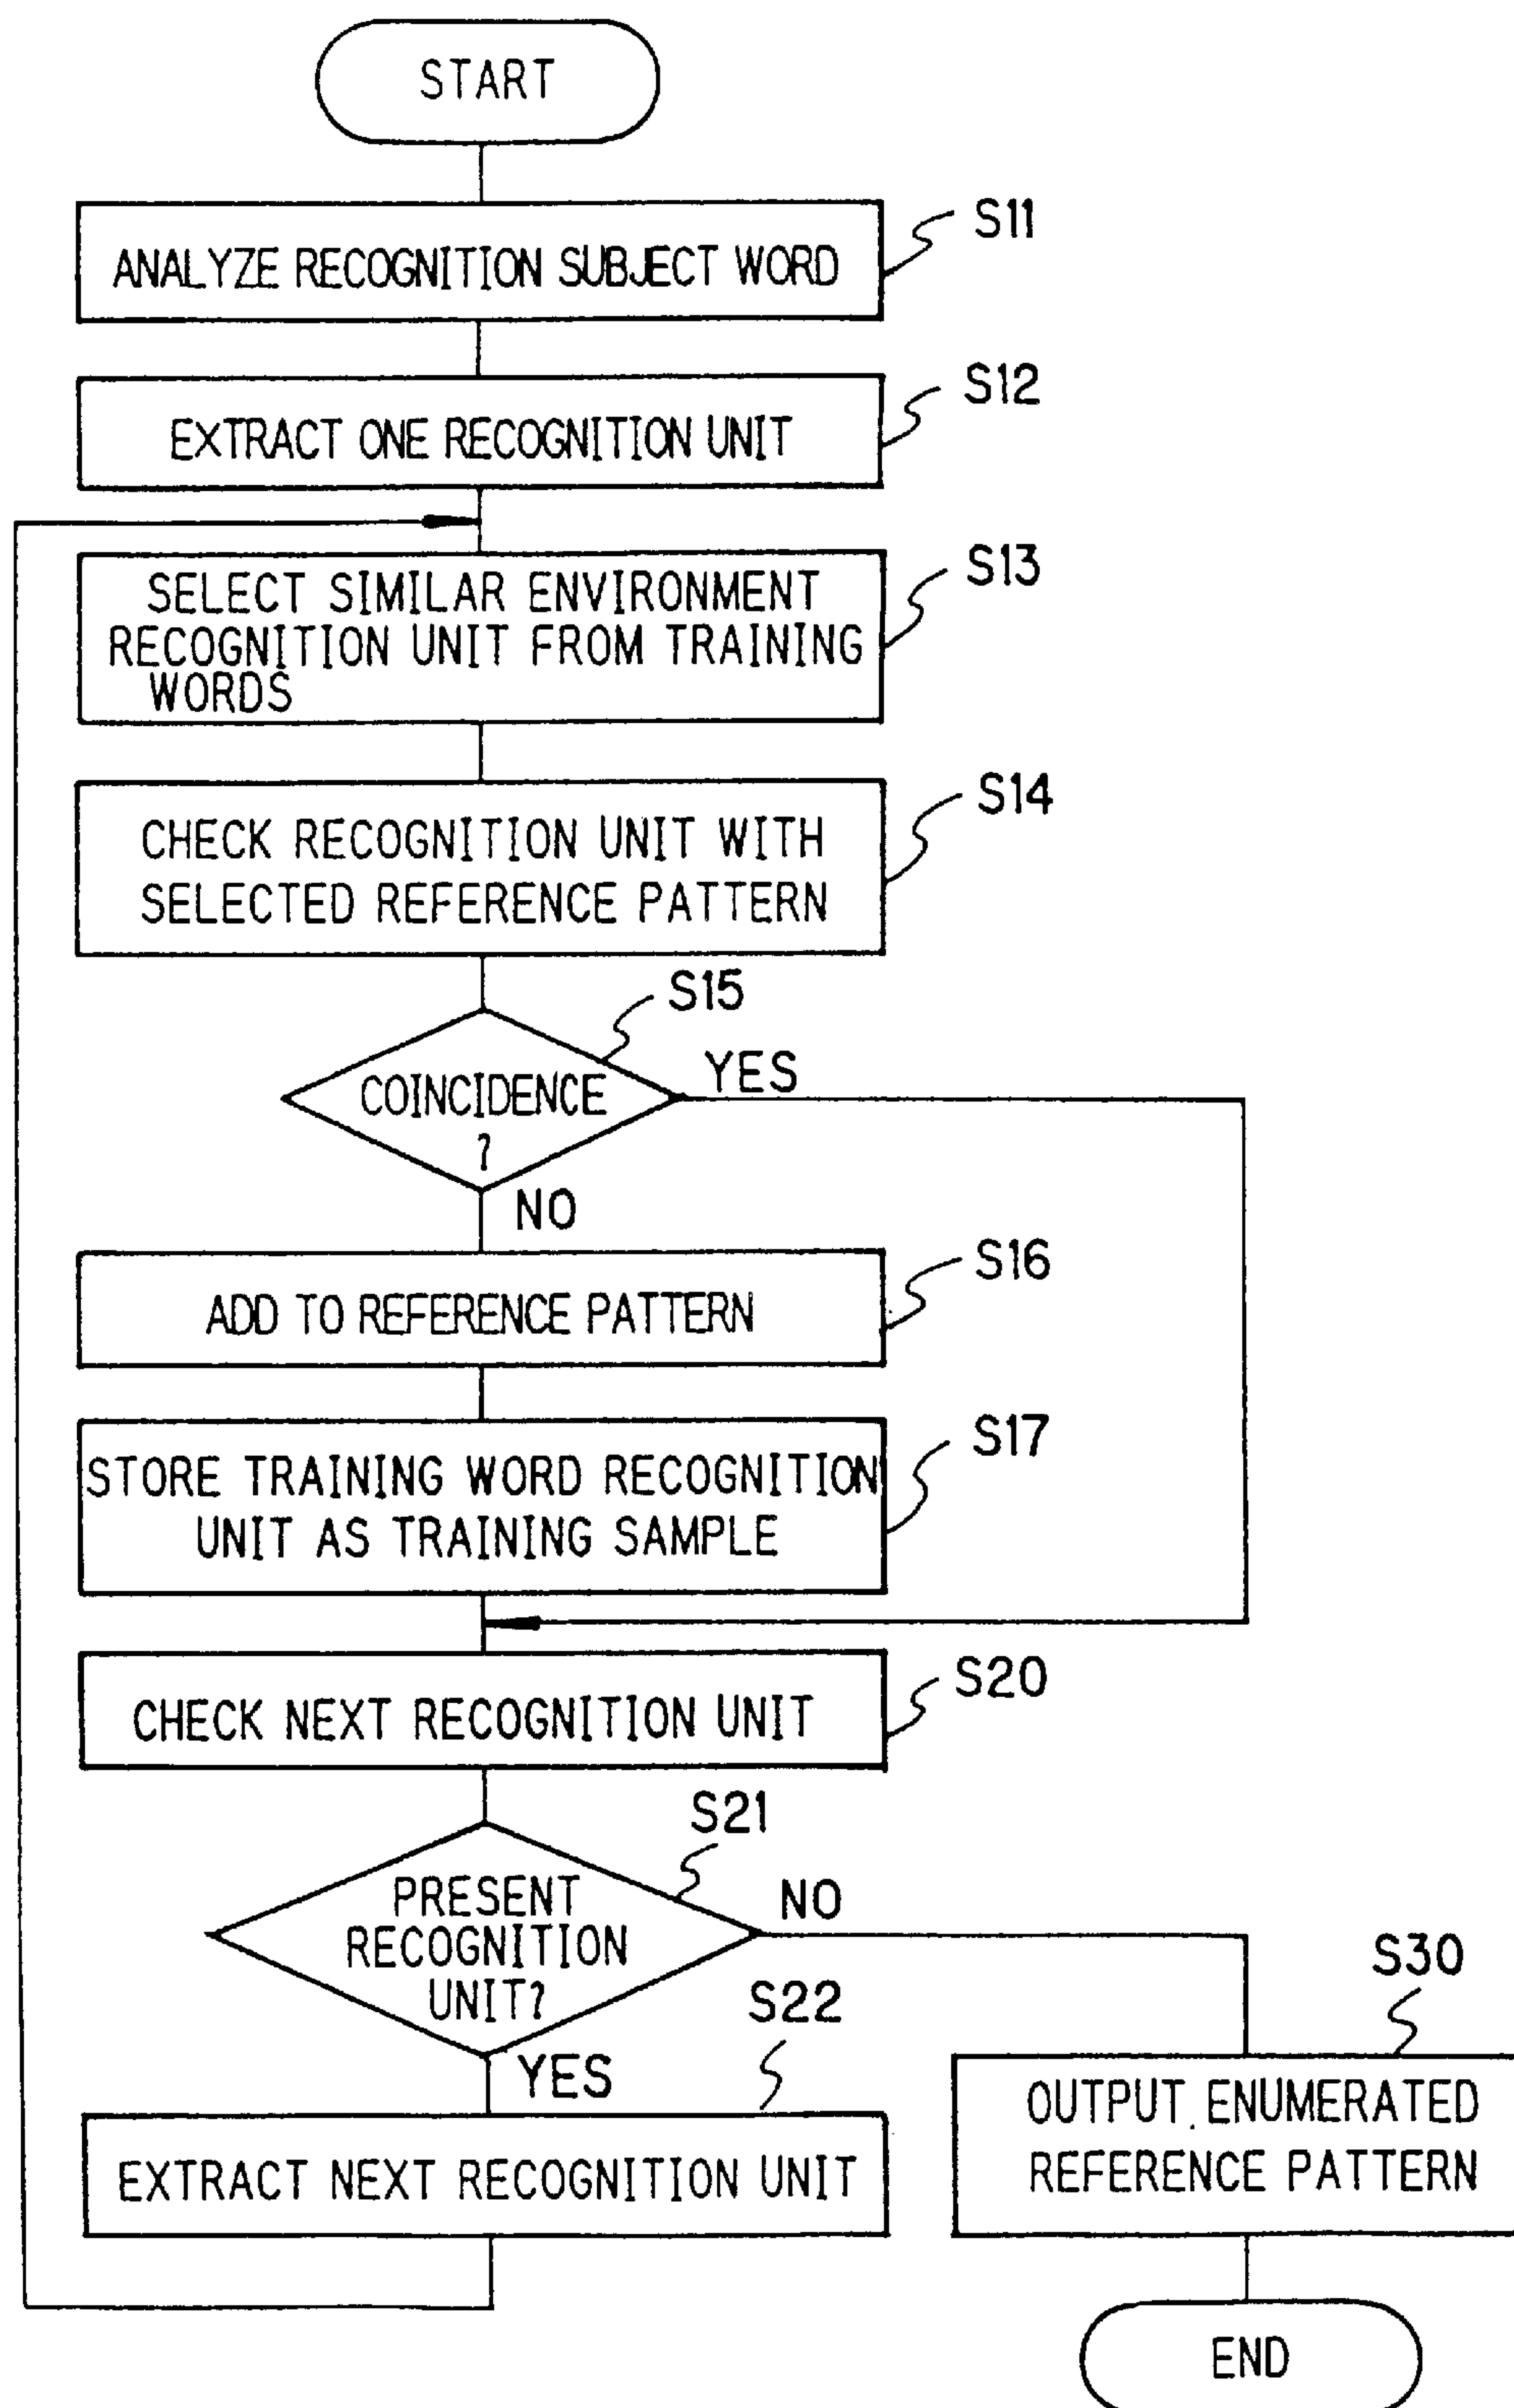 START
S11
ANALYZE RECOGNITION SUBJECT WORD
S12
EXTRACT ONE RECOGNITION UNIT
S13
SELECT SIMILAR ENVIRONMENT
RECOGNITION UNIT FROM TRAINING
WORDS
S14
CHECK RECOGNITION UNIT WITH
SELECTED REFERENCE PATTERN
S15
COINCIDENCE
?
YES
NO
S16
ADD TO REFERENCE PATTERN
S17
STORE TRAINING WORD RECOGNITION
UNIT AS TRAINING SAMPLE
S20
CHECK NEXT RECOGNITION UNIT
S21
PRESENT
RECOGNITION
UNIT?
NO
YES
S22
EXTRACT NEXT RECOGNITION UNIT
S30
OUTPUT ENUMERATED
REFERENCE PATTERN
END